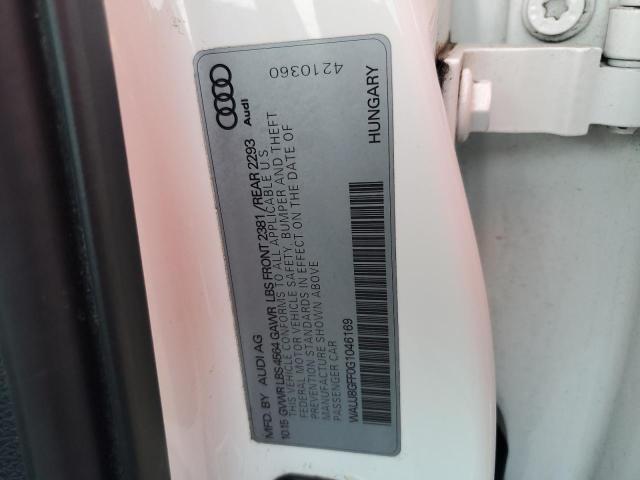 4210360
Audi
MFD. BY AUDI AG
10.15 GVWR LBS 4564 GAWR LBS FRONT 2381/REAR 2293
THIS VEHICLE CONFORMS TO ALL APPLICABLE U.S.
FEDERAL MOTOR VEHICLE SAFETY, BUMPER AND THEFT
PREVENTION STANDARDS IN EFFECT ON THE DATE OF
MANUFACTURE SHOWN ABOVE
PASSENGER CAR
HUNGARY
WAUJ8GFF0G1046169